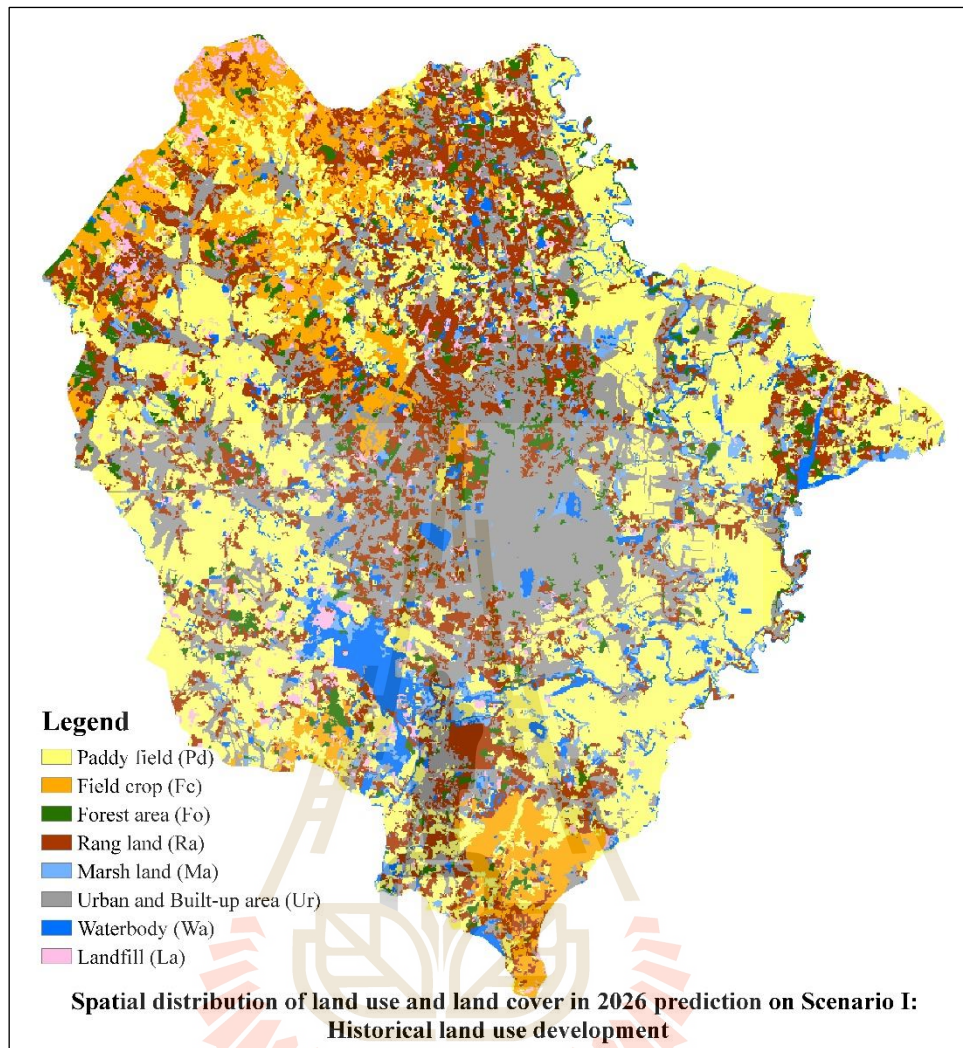 Legend
Paddy field (Pd)
Field crop (Fc)
Forest area (Fo)
Rang land (Ra)
Marsh land (Ma)
Urban and Built-up area (Ur)
Waterbody (Wa)
Landfill (La)
Spatial distribution of land use and land cover in 2026 prediction on Scenario I:
Historical land use development